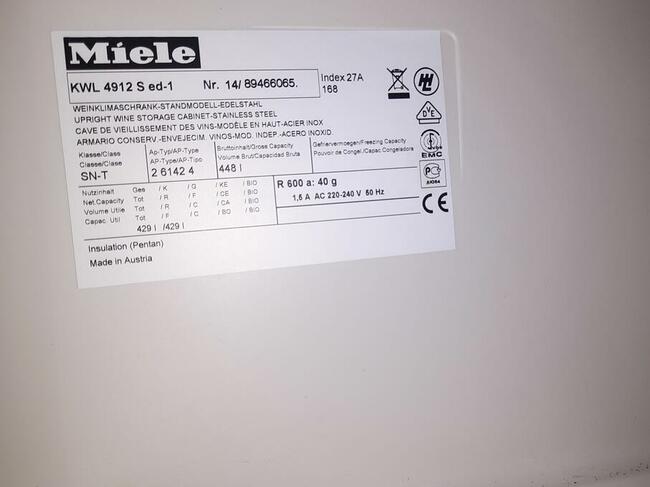 Miele
KWL 4912 S ed-1 Nr. 14/ 89466065. Index 27A
168
WEINKLIMASCHRANK-STANDMODELL-EDELSTAHL
UPRIGHT WINE STORAGE CABINET-STAINLESS STEEL
CAVE DE VIEILLISSEMENT DES VINS-MODÈLE EN HAUT-ACIER INOX
ARMARIO CONSERV.-ENVEJECIM. VINOS-MOD. INDEP.-ACERO INOXID.
Klasse/Class Ap-Typ/AP-Type Bruttoinhalt/Gross Capacity Gefriervermogen/Freezing Capacity
Classe/Clase AP-Type/AP-Tipo Volume Brut/Capacidad Bruta Pouvoir de Congel./Capac.Congelados
SN-T 2 6142 4 448 l
Nutzinhalt Ges / K / G / KE / BIO R 600 a: 40 g
Net.Capacity Tot / R / F / CE / BIO 1,5 A AC 220-240 V 50 Hz
Volume Utile Tot / R / C / CA / BIO
Capac. Util Tot / F / C / BO / BIO
429 l /429 l
Insulation (Pentan)
Made in Austria
DVE
EMC
АЮ64
CE